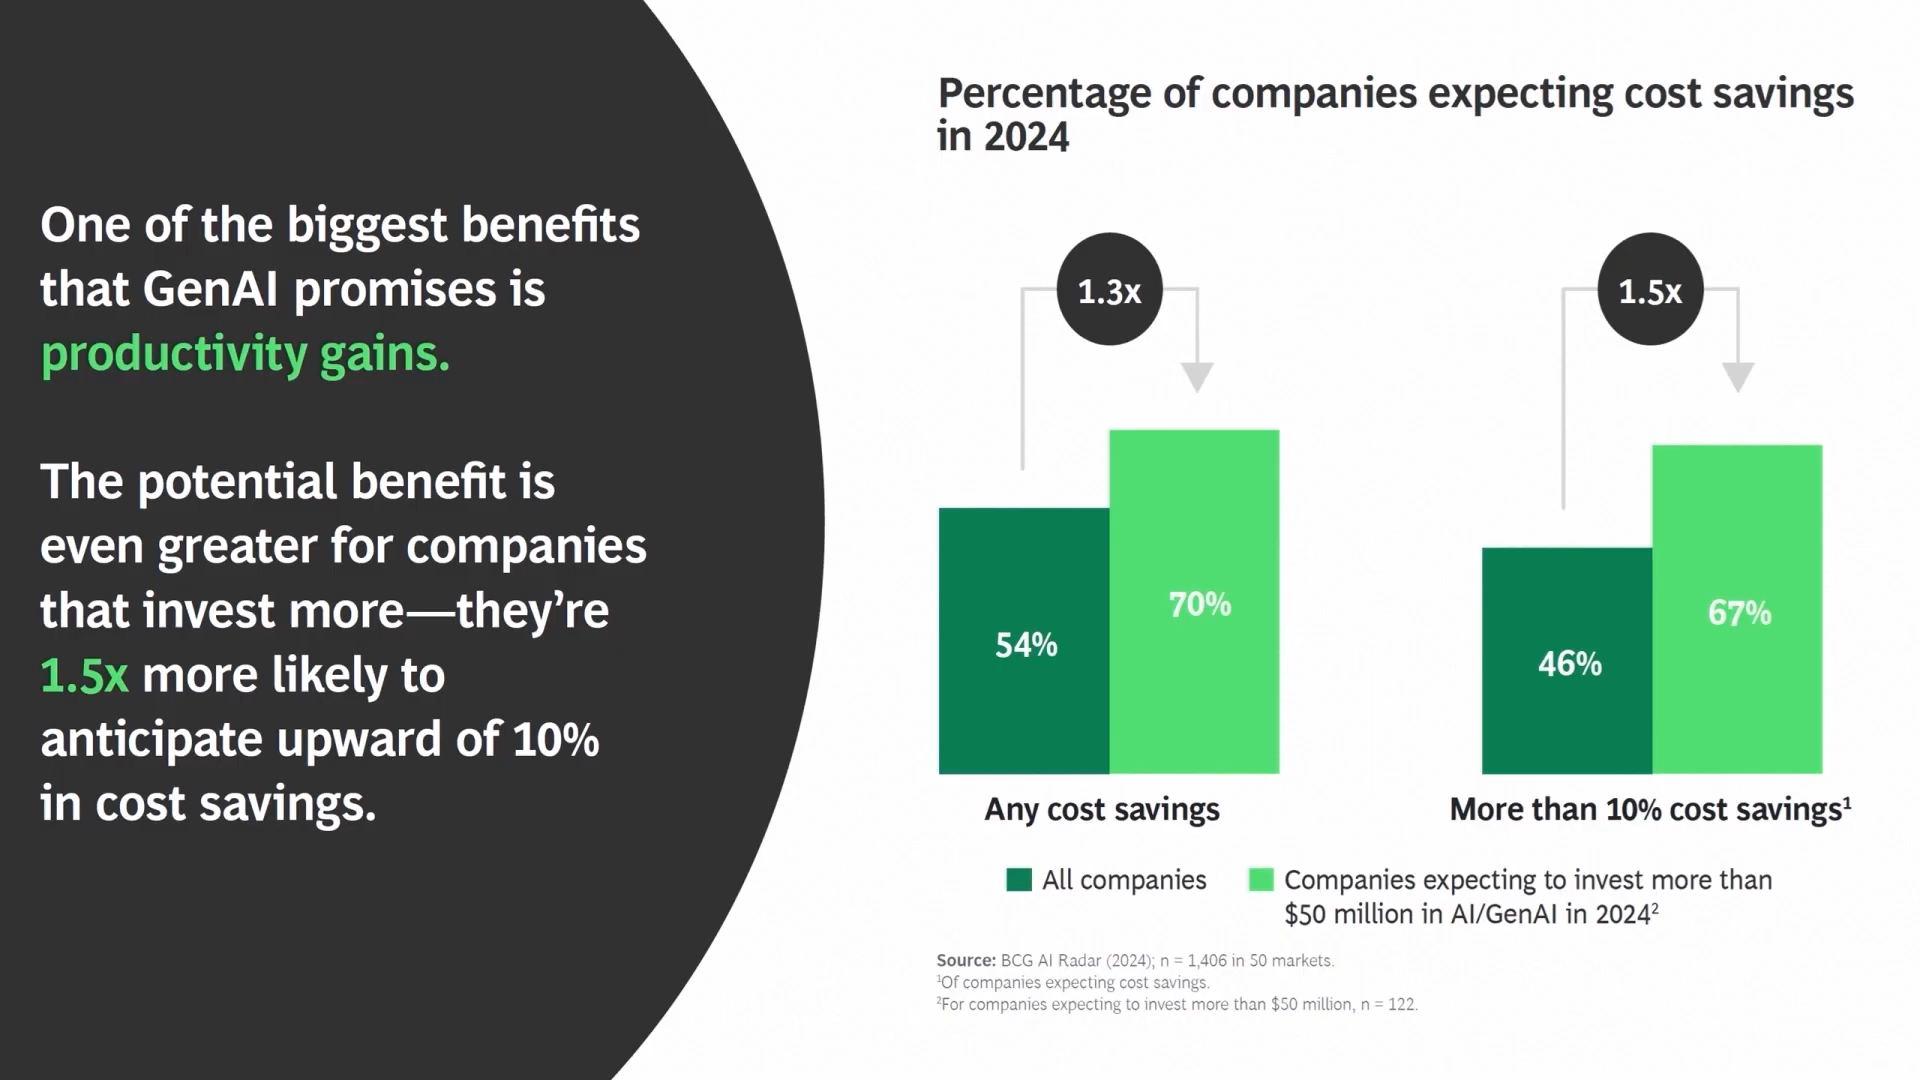 One of the biggest benefits
that GenAI promises is
productivity gains.
The potential benefit is
even greater for companies
that invest more—they’re
1.5x more likely to
anticipate upward of 10%
in cost savings.
Percentage of companies expecting cost savings
in 2024
1.3x
1.5x
54%
70%
46%
67%
Any cost savings
More than 10% cost savings¹
All companies
Companies expecting to invest more than
$50 million in AI/GenAI in 2024²
Source: BCG AI Radar (2024); n = 1,406 in 50 markets.
¹Of companies expecting cost savings.
²For companies expecting to invest more than $50 million, n = 122.